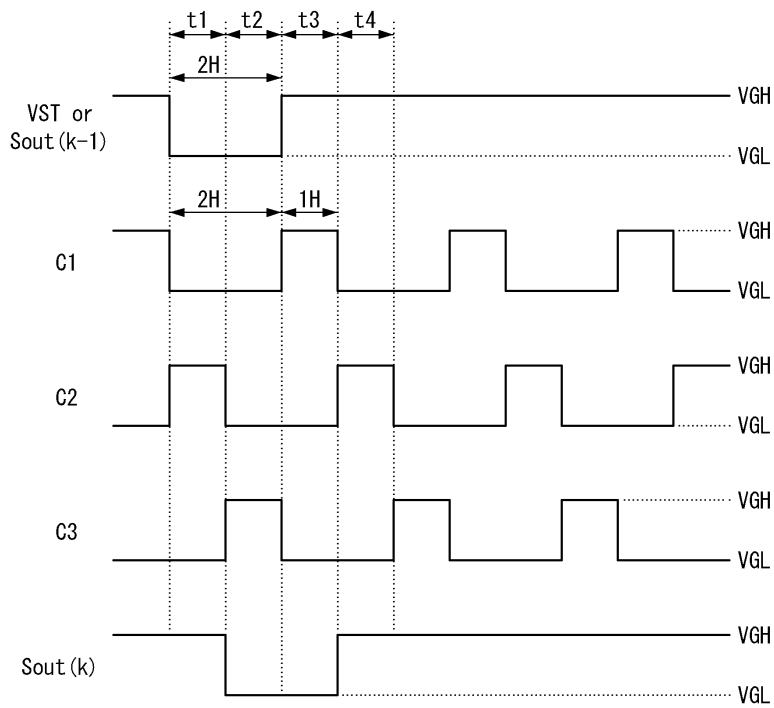 t1 t2 t3 t4
2H
VGH
VST or
Sout(k-1)
VGL
2H 1H
VGH
C1
VGL
VGH
C2
VGL
VGH
C3
VGL
VGH
Sout(k)
VGL